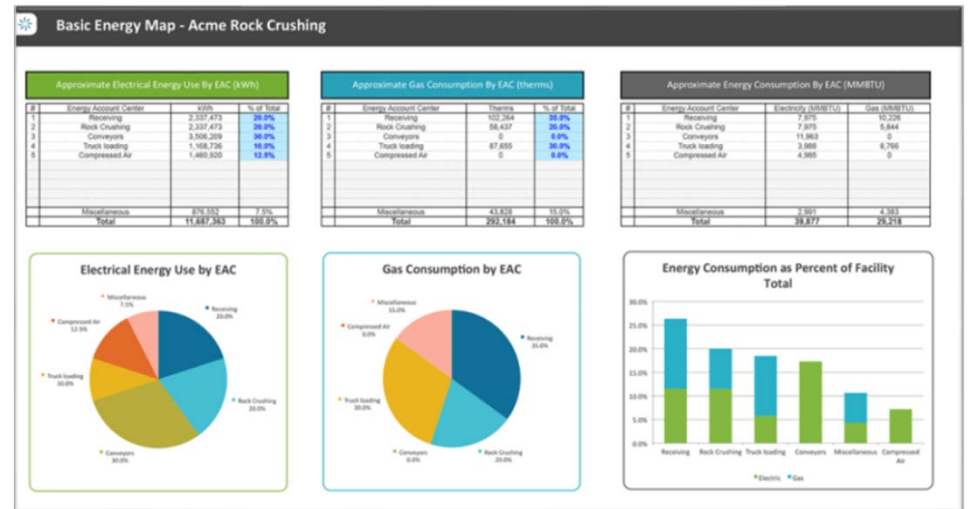 Basic Energy Map - Acme Rock Crushing
Approximate Electrical Energy Use By EAC (kWh)
# Energy Account Center kWh % of Total
1 Receiving 2,337,473 20.0%
2 Rock Crushing 2,337,473 20.0%
3 Conveyors 3,506,209 30.0%
4 Truck loading 1,168,736 10.0%
5 Compressed Air 1,460,920 12.5%
Miscellaneous 876,552 7.5%
Total 11,687,363 100.0%
Approximate Gas Consumption By EAC (therms)
# Energy Account Center Therms % of Total
1 Receiving 102,264 35.0%
2 Rock Crushing 58,437 20.0%
3 Conveyors 0 0.0%
4 Truck loading 87,655 30.0%
5 Compressed Air 0 0.0%
Miscellaneous 43,828 15.0%
Total 292,184 100.0%
Approximate Energy Consumption By EAC (MMBTU)
# Energy Account Center Electricity (MMBTU) Gas (MMBTU)
1 Receiving 7,975 10,226
2 Rock Crushing 7,975 5,844
3 Conveyors 11,963 0
4 Truck loading 3,988 8,766
5 Compressed Air 4,985 0
Miscellaneous 2,991 4,383
Total 39,877 29,218
Electrical Energy Use by EAC
Miscellaneous
7.5%
Receiving
20.0%
Compressed Air
12.5%
Truck loading
10.0%
Rock Crushing
20.0%
Conveyors
30.0%
Gas Consumption by EAC
Miscellaneous
15.0%
Compressed Air
0.0%
Receiving
35.0%
Truck loading
30.0%
Conveyors
0.0%
Rock Crushing
20.0%
Energy Consumption as Percent of Facility
Total
30.0%
25.0%
20.0%
15.0%
10.0%
5.0%
0.0%
Receiving Rock Crushing Truck loading Conveyors Miscellaneous Compressed
Air
Electric Gas